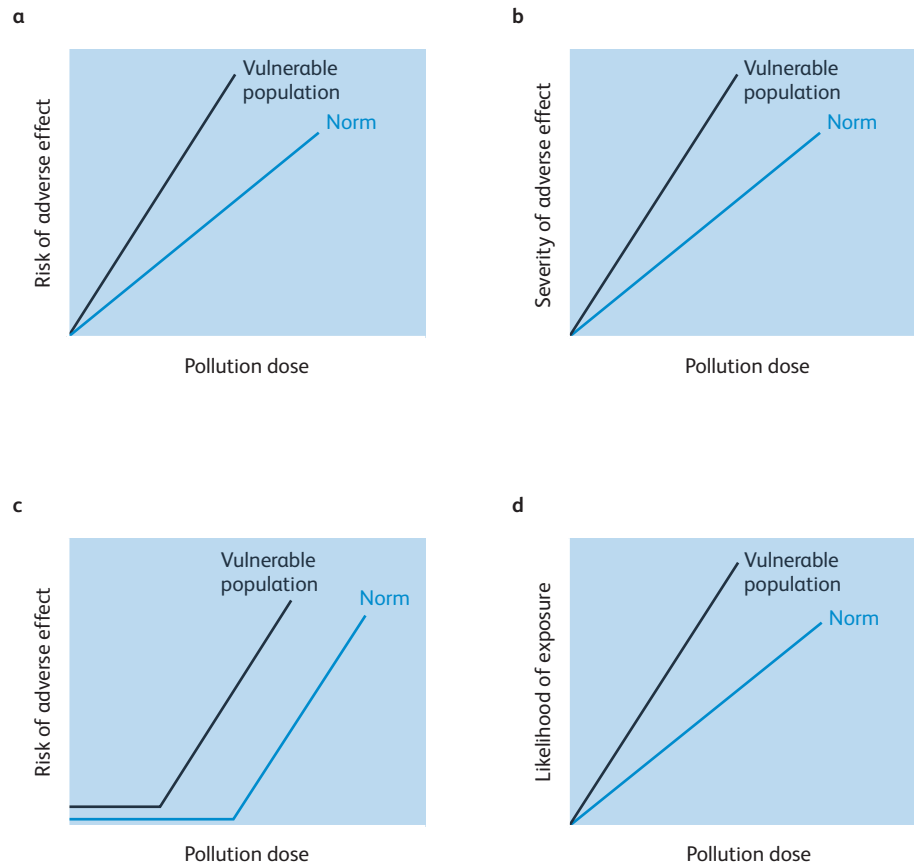 a
Risk of adverse effect
Vulnerable
population
Norm
Pollution dose
b
Severity of adverse effect
Vulnerable
population
Norm
Pollution dose
c
Risk of adverse effect
Vulnerable
population
Norm
Pollution dose
d
Likelihood of exposure
Vulnerable
population
Norm
Pollution dose